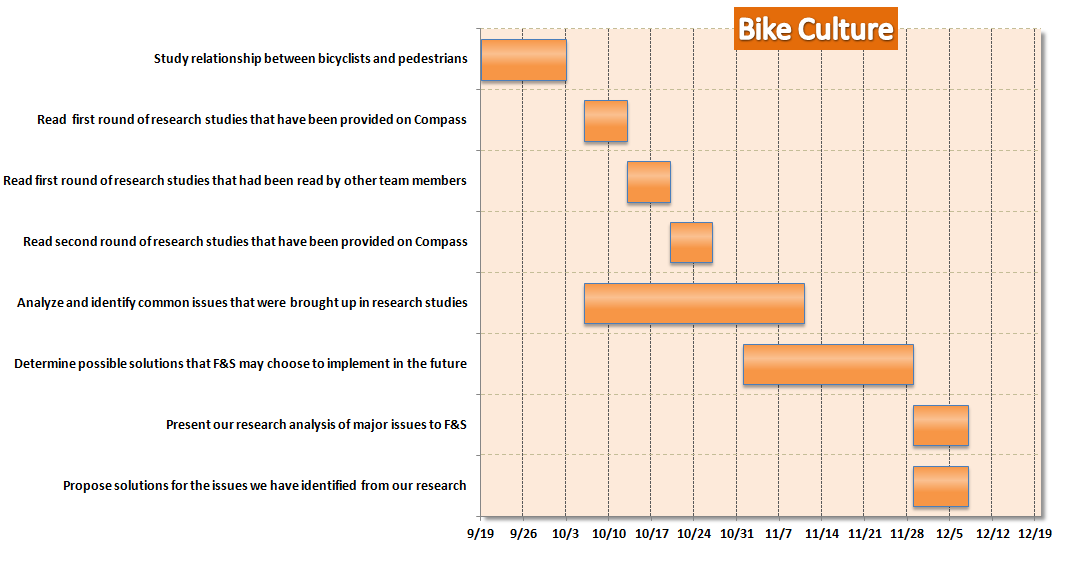 Bike Culture
Study relationship between bicyclists and pedestrians
Read first round of research studies that have been provided on Compass
Read first round of research studies that had been read by other team members
Read second round of research studies that have been provided on Compass
Analyze and identify common issues that were brought up in research studies
Determine possible solutions that F&S may choose to implement in the future
Present our research analysis of major issues to F&S
Propose solutions for the issues we have identified from our research
9/19 9/26 10/3 10/10 10/17 10/24 10/31 11/7 11/14 11/21 11/28 12/5 12/12 12/19